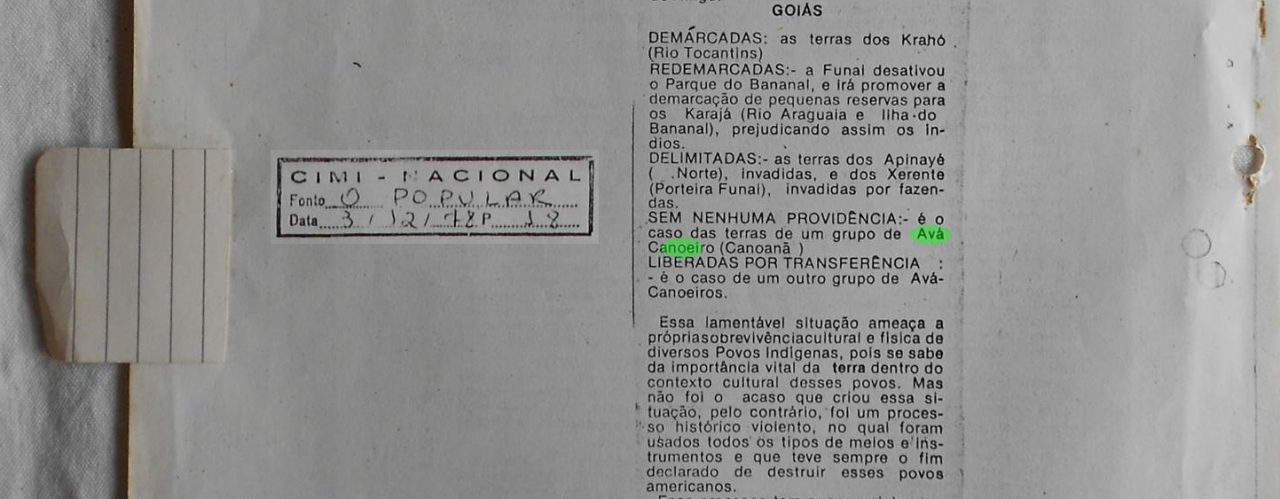 GOIÁS
DEMÁRCADAS: as terras dos Krahó
(Rio Tocantins)
REDEMARCADAS:- a Funai desativou
o Parque do Bananal, e irá promover a
demarcação de pequenas reservas para
os Karajá (Rio Araguaia e Ilha do
Bananal), prejudicando assim os ín-
dios.
DELIMITADAS:- as terras dos Apinayé
( .Norte), invadidas, e dos Xerente
(Porteira Funai), invadidas por fazen-
das.
SEM NENHUMA PROVIDÊNCIA:- é o
caso das terras de um grupo de Avá
Canoeiro (Canoanã )
LIBERADAS POR TRANSFERÊNCIA :
- é o caso de um outro grupo de Avá-
Canoeiros.
Essa lamentável situação ameaça a
própriasobrevivênciacultural e física de
diversos Povos Indígenas, pois se sabe
da importância vital da terra dentro do
contexto cultural desses povos. Mas
não foi o acaso que criou essa si-
tuação, pelo contrário, foi um proces-
so histórico violento, no qual foram
usados todos os tipos de meios e ins-
trumentos e que teve sempre o fim
declarado de destruir esses povos
americanos.
CIMI - NACIONAL
Fonte O POPULAR
Data 3/12/78 P 18